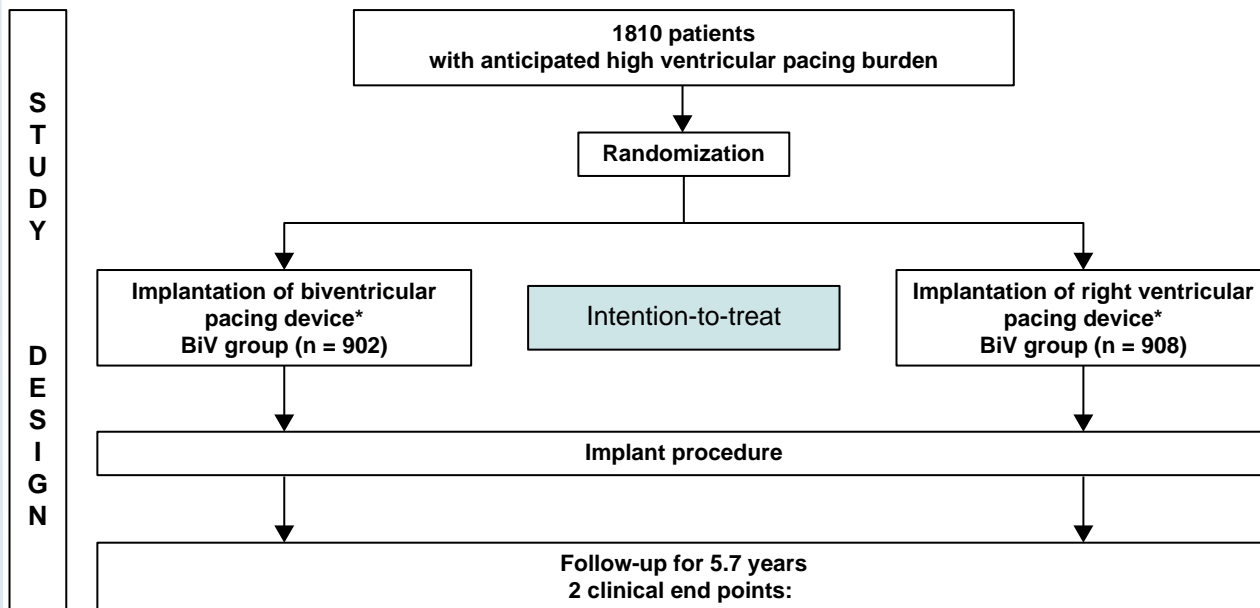 STUDY DESIGN
1810 patients
with anticipated high ventricular pacing burden
Randomization
Implantation of biventricular
pacing device*
BiV group (n = 902)
Intention-to-treat
Implantation of right ventricular
pacing device*
BiV group (n = 908)
Implant procedure
Follow-up for 5.7 years
2 clinical end points: